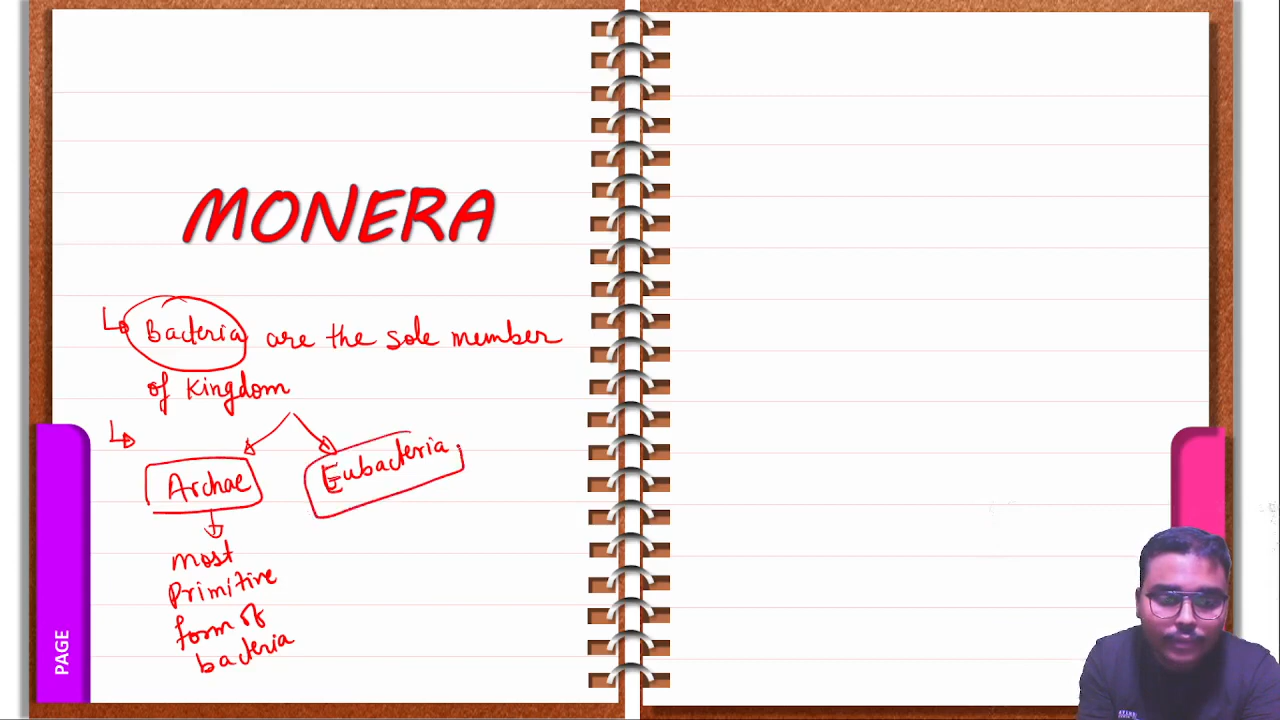 MONERA
Bacteria are the sole member
of Kingdom
Archae
Eubacteria
most
Primitive
form of
bacteria
PAGE